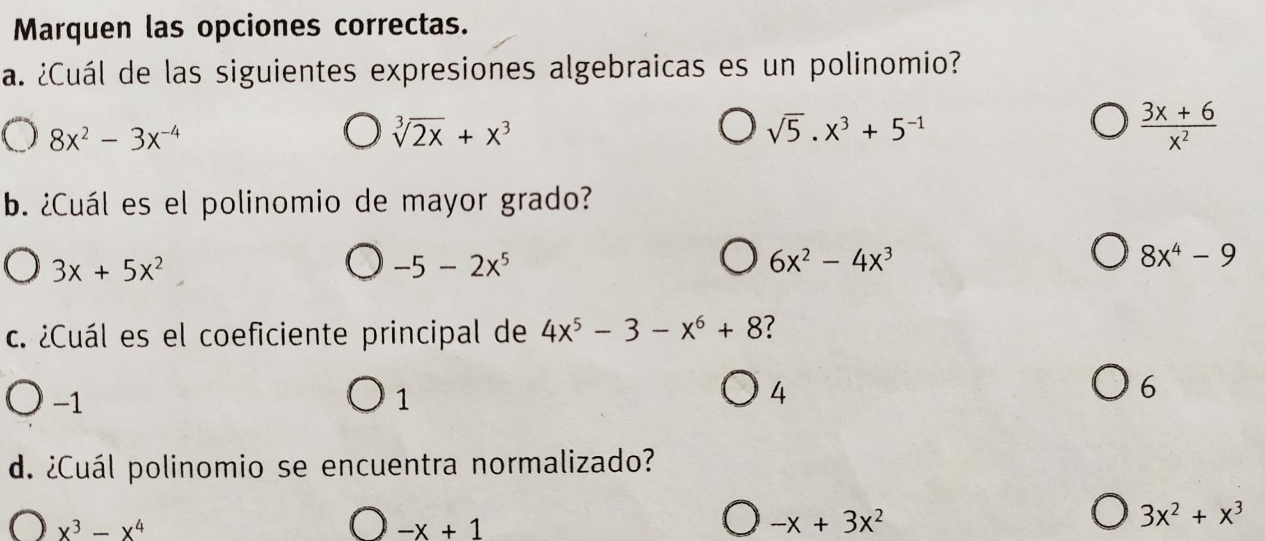 Marquen las opciones correctas.
a. ¿Cuál de las siguientes expresiones algebraicas es un polinomio?
8x² – 3x⁻⁴ ∛(2x) + x³ √5 . x³ + 5⁻¹ (3x + 6)/x²
b. ¿Cuál es el polinomio de mayor grado?
3x + 5x² –5 – 2x⁵ 6x² – 4x³ 8x⁴ – 9
c. ¿Cuál es el coeficiente principal de 4x⁵ – 3 – x⁶ + 8?
–1 1 4 6
d. ¿Cuál polinomio se encuentra normalizado?
x³ – x⁴ –x + 1 –x + 3x² 3x² + x³